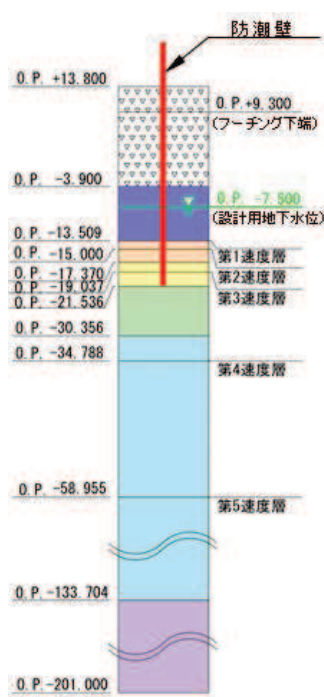 防潮壁
O.P. +13.800
O.P.+9.300
(フーチング下端)
O.P. -3.900
O.P. -7.500
(設計用地下水位)
O.P. -13.509
O.P. -15.000
第1速度層
O.P. -17.370
第2速度層
O.P. -19.037
第3速度層
O.P. -21.536
O.P. -30.356
O.P. -34.788
第4速度層
O.P. -58.955
第5速度層
O.P. -133.704
O.P. -201.000